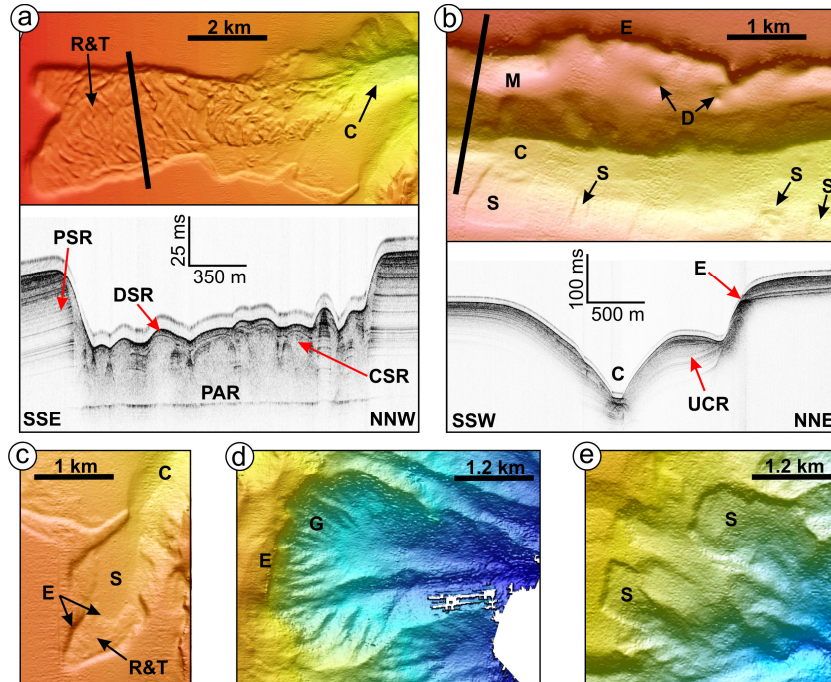 a
2 km
R&T
C
PSR
25 ms
350 m
DSR
CSR
PAR
SSE
NNW
b
E
1 km
M
D
C
S
S
S
S
E
100 ms
500 m
C
UCR
SSW
NNE
c
1 km
C
S
E
R&T
d
1.2 km
G
E
e
1.2 km
S
S